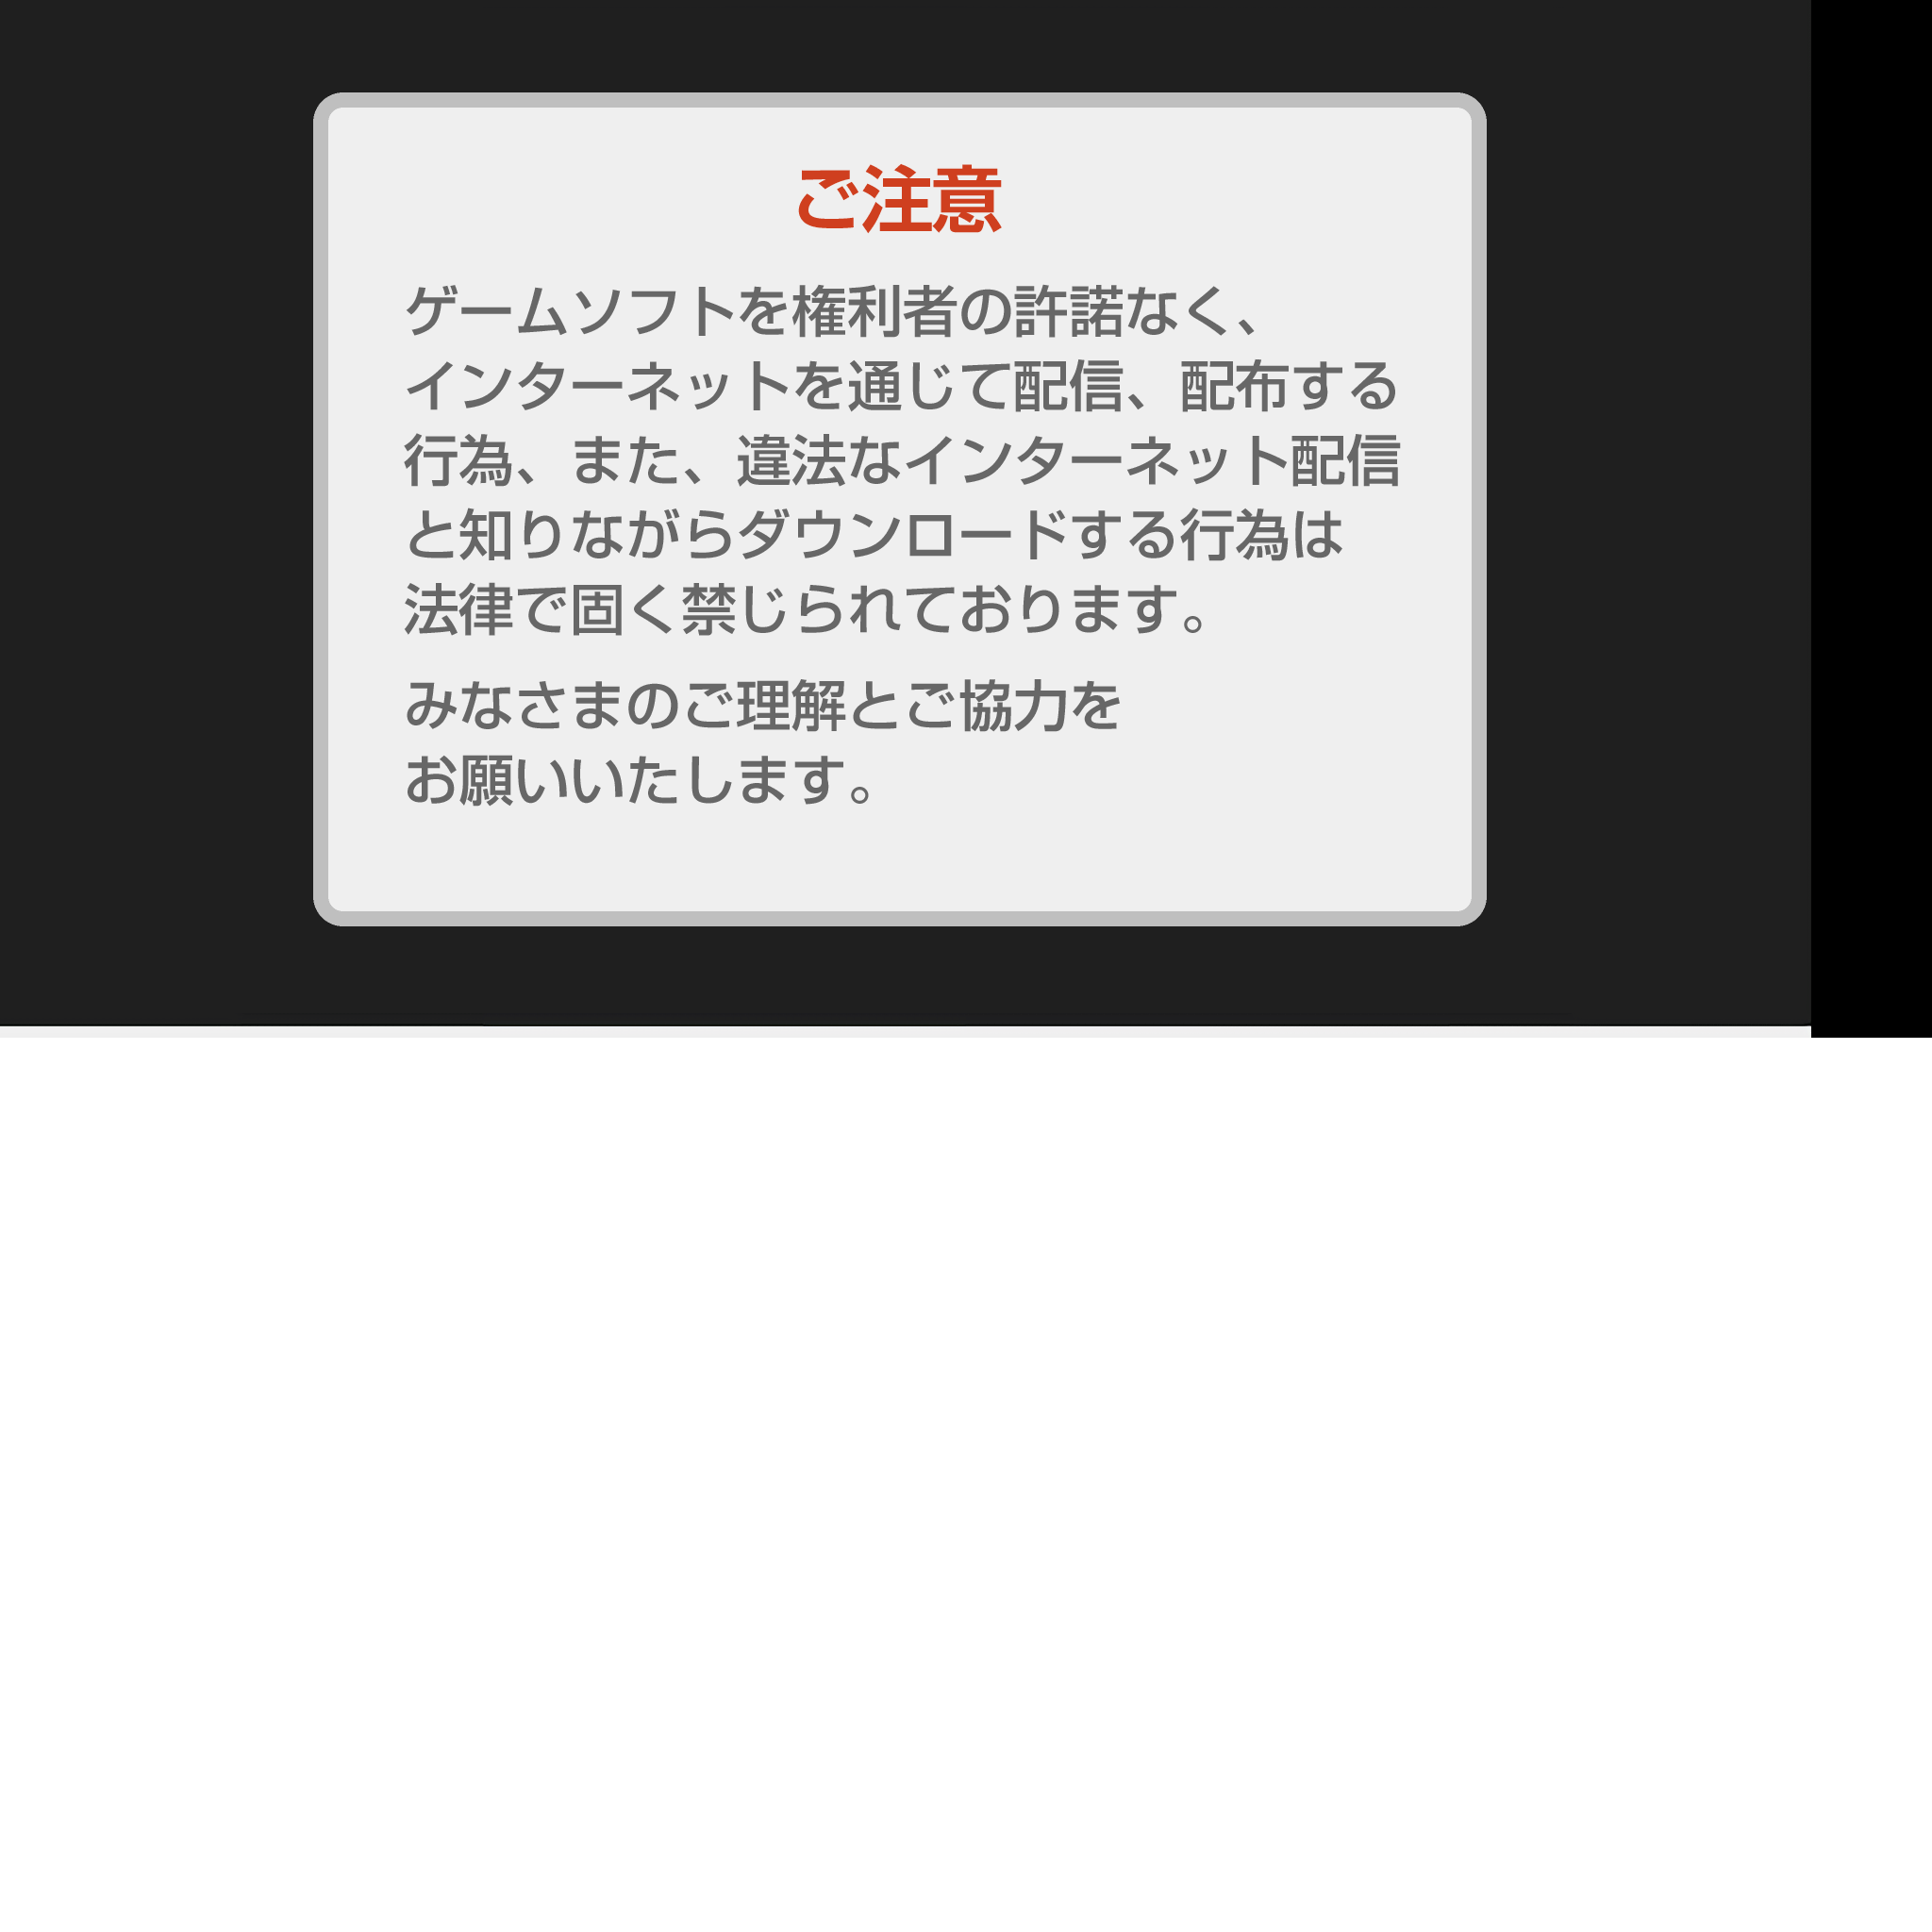 ご注意
ゲームソフトを権利者の許諾なく、
インターネットを通じて配信、配布する
行為、また、違法なインターネット配信
と知りながらダウンロードする行為は
法律で固く禁じられております。
みなさまのご理解とご協力を
お願いいたします。